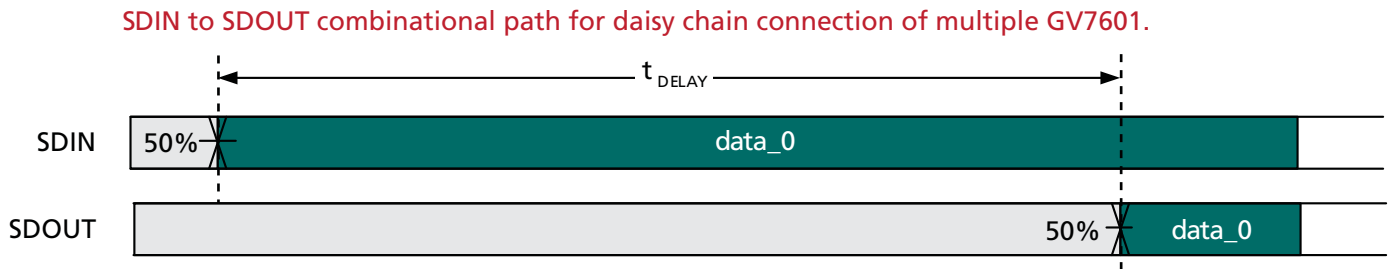 SDIN to SDOUT combinational path for daisy chain connection of multiple GV7601.
t DELAY
SDIN 50% data_0
SDOUT 50% data_0